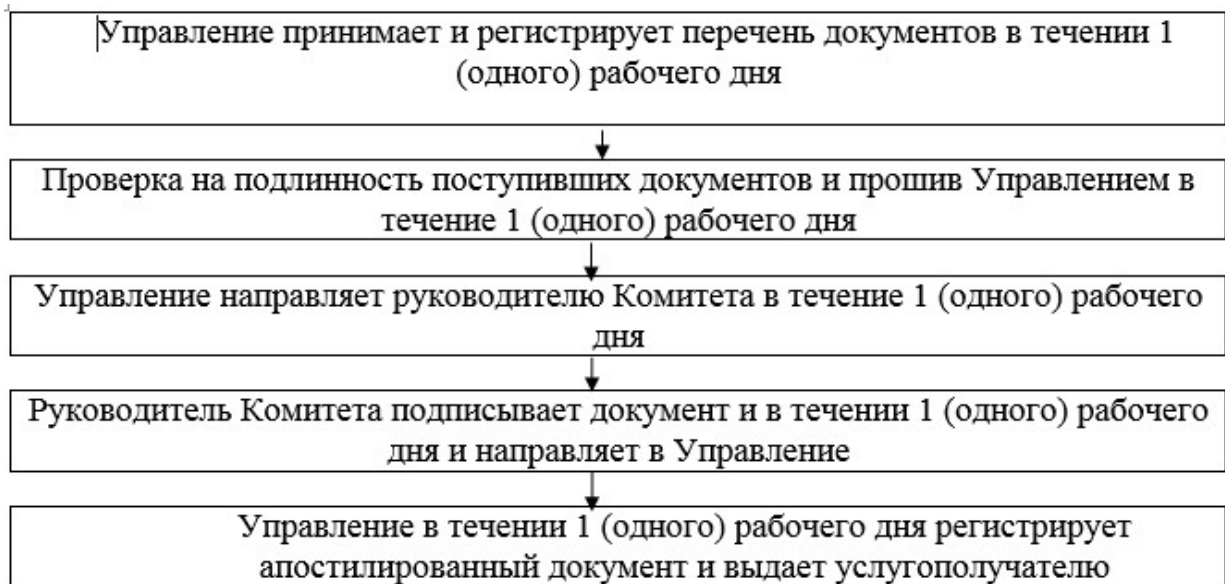 Управление принимает и регистрирует перечень документов в течении 1
(одного) рабочего дня
Проверка на подлинность поступивших документов и прошив Управлением в
течение 1 (одного) рабочего дня
Управление направляет руководителю Комитета в течение 1 (одного) рабочего
дня
Руководитель Комитета подписывает документ и в течении 1 (одного) рабочего
дня и направляет в Управление
Управление в течении 1 (одного) рабочего дня регистрирует
апостилированный документ и выдает услугополучателю